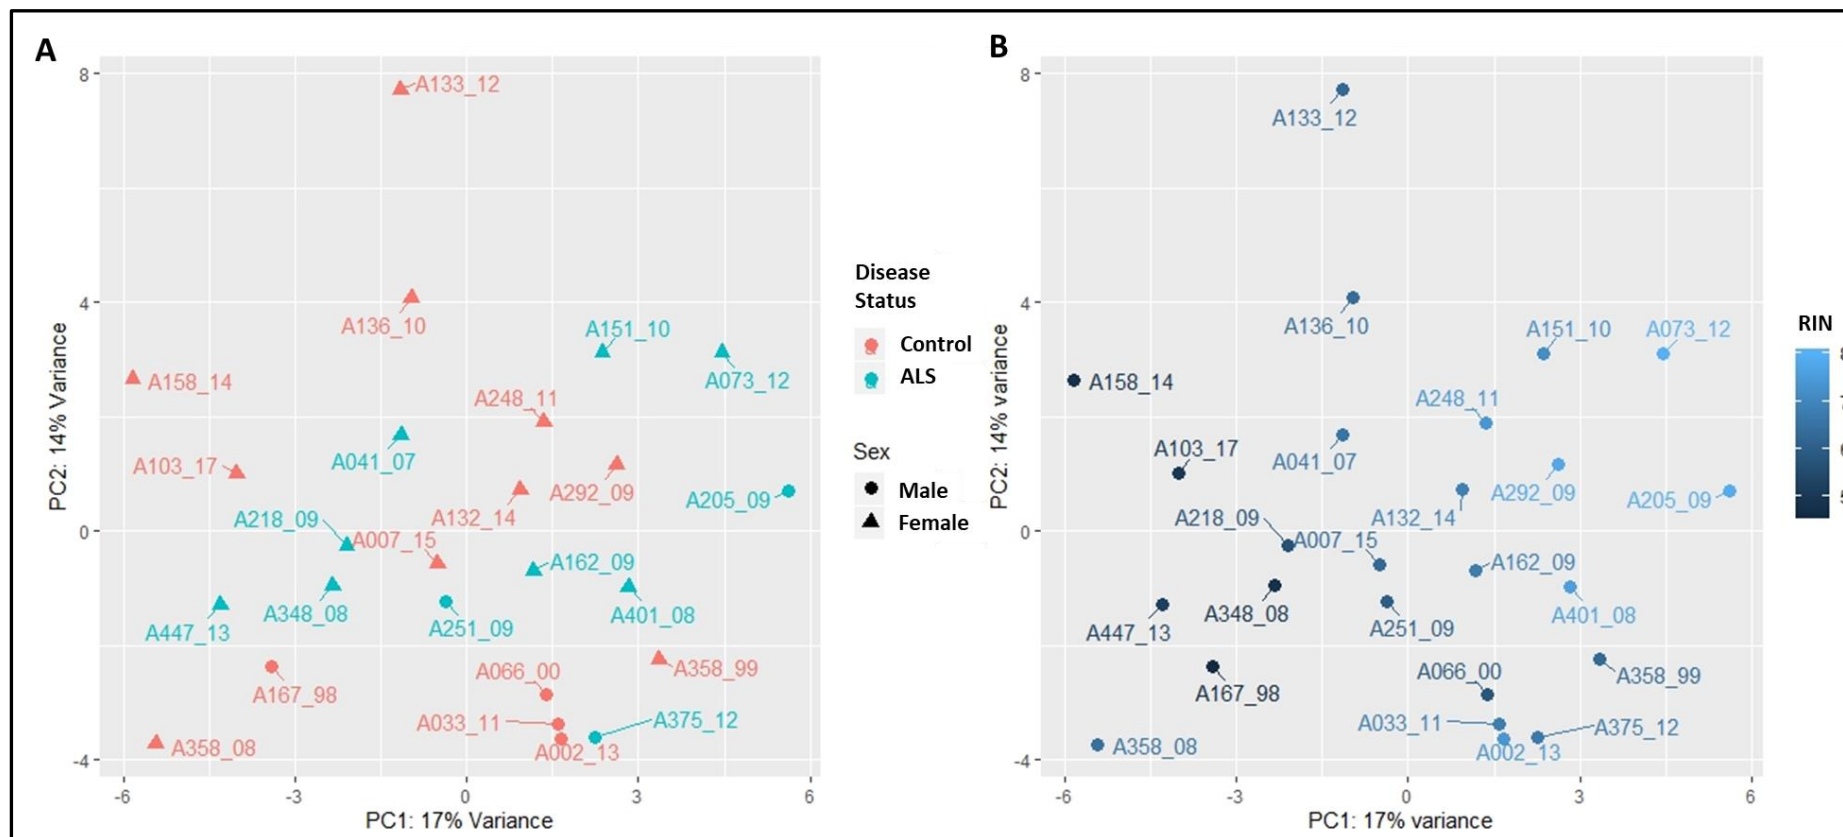 A
PC2: 14% Variance
8
4
0
-4
A133_12
A136_10
A151_10
A158_14
A073_12
A248_11
A041_07
A103_17
A292_09
A205_09
A132_14
A218_09
A007_15
A162_09
A348_08
A401_08
A447_13
A251_09
A066_00
A358_99
A167_98
A033_11
A375_12
A358_08
A002_13
-6
-3
0
3
6
PC1: 17% Variance
Disease
Status
Control
ALS
Sex
Male
Female
B
PC2: 14% variance
8
4
0
-4
A133_12
A136_10
A151_10
A073_12
A158_14
A248_11
A103_17
A041_07
A292_09
A205_09
A218_09
A132_14
A007_15
A162_09
A348_08
A401_08
A447_13
A251_09
A066_00
A358_99
A167_98
A033_11
A375_12
A358_08
A002_13
-6
-3
0
3
6
PC1: 17% variance
RIN